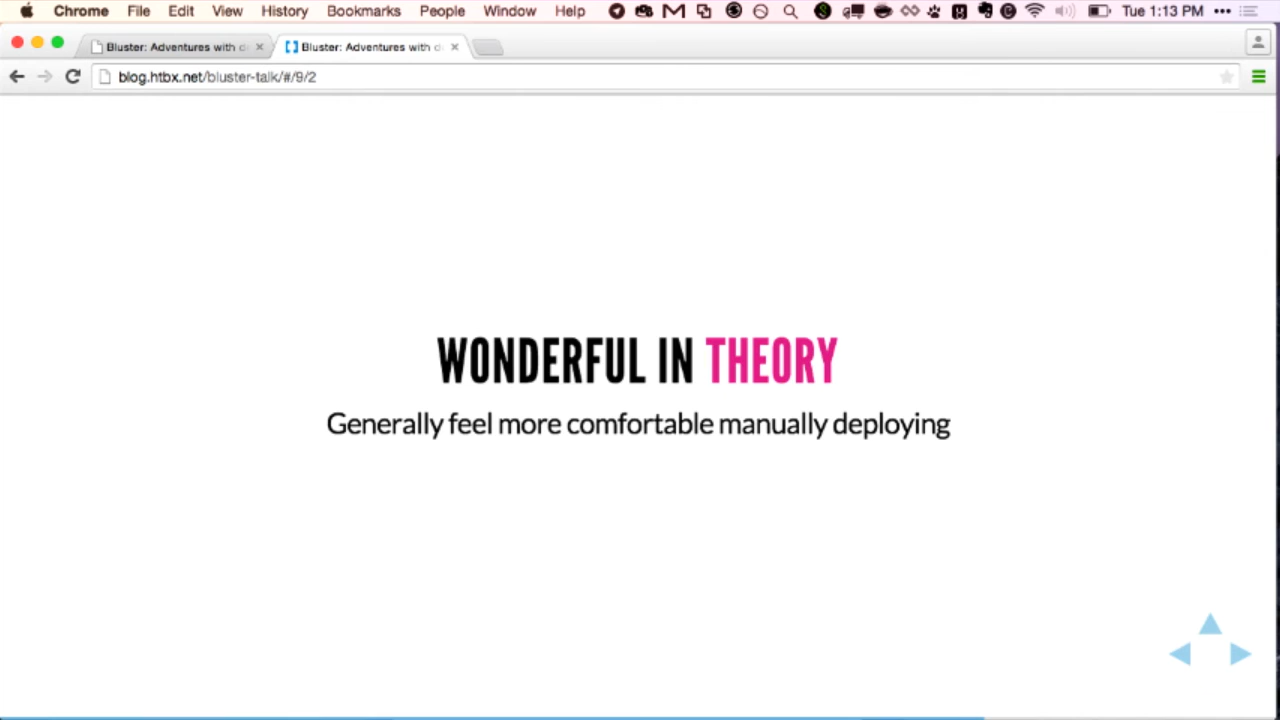 Chrome File Edit View History Bookmarks People Window Help Tue 1:13 PM
Bluster: Adventures with d
Bluster: Adventures with d
blog.htbx.net/bluster-talk/#/9/2
WONDERFUL IN THEORY
Generally feel more comfortable manually deploying